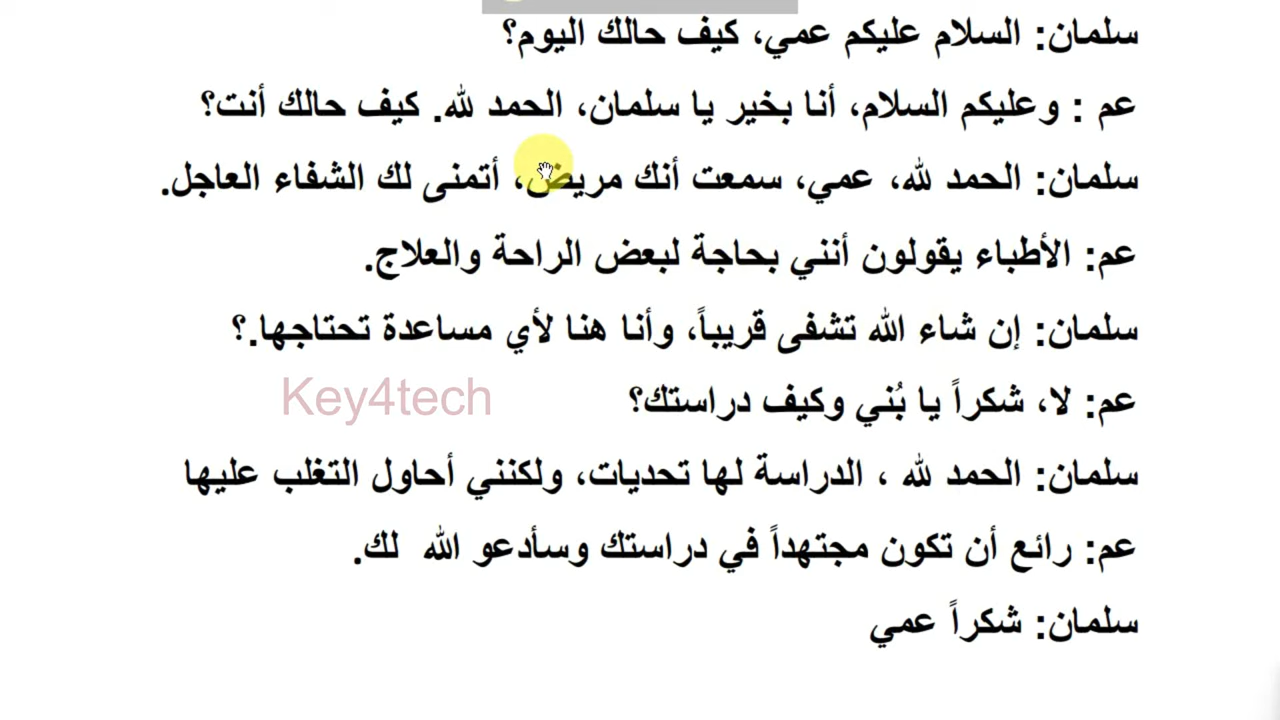 سلمان: السلام عليكم عمي، كيف حالك اليوم؟
عم : وعليكم السلام، أنا بخير يا سلمان، الحمد لله. كيف حالك أنت؟
سلمان: الحمد لله، عمي، سمعت أنك مريض، أتمنى لك الشفاء العاجل.
عم: الأطباء يقولون أنني بحاجة لبعض الراحة والعلاج.
سلمان: إن شاء الله تشفى قريباً، وأنا هنا لأي مساعدة تحتاجها.؟
Key4tech
عم: لا، شكراً يا بُني وكيف دراستك؟
سلمان: الحمد لله ، الدراسة لها تحديات، ولكنني أحاول التغلب عليها
عم: رائع أن تكون مجتهداً في دراستك وسأدعو الله لك.
سلمان: شكراً عمي